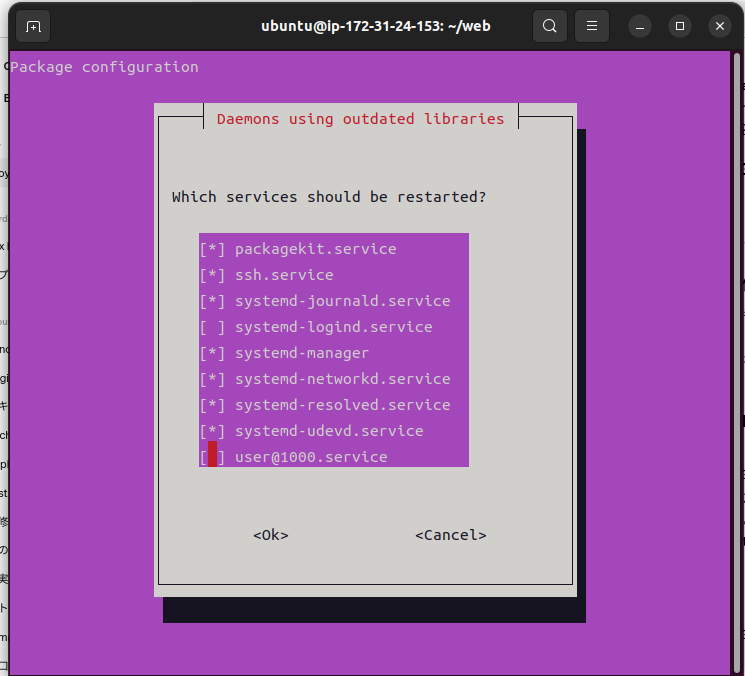 ubuntu@ip-172-31-24-153: ~/web
Package configuration
Daemons using outdated libraries
Which services should be restarted?
[*] packagekit.service
[*] ssh.service
[*] systemd-journald.service
[ ] systemd-logind.service
[*] systemd-manager
[*] systemd-networkd.service
[*] systemd-resolved.service
[*] systemd-udevd.service
[ ] user@1000.service
<Ok> <Cancel>